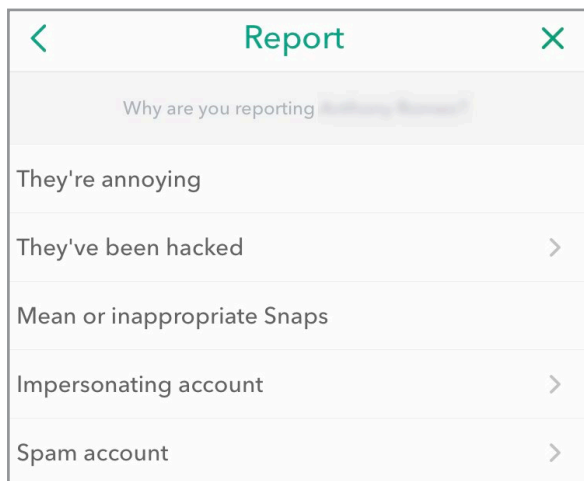 Report
Why are you reporting
They're annoying
They've been hacked
Mean or inappropriate Snaps
Impersonating account
Spam account